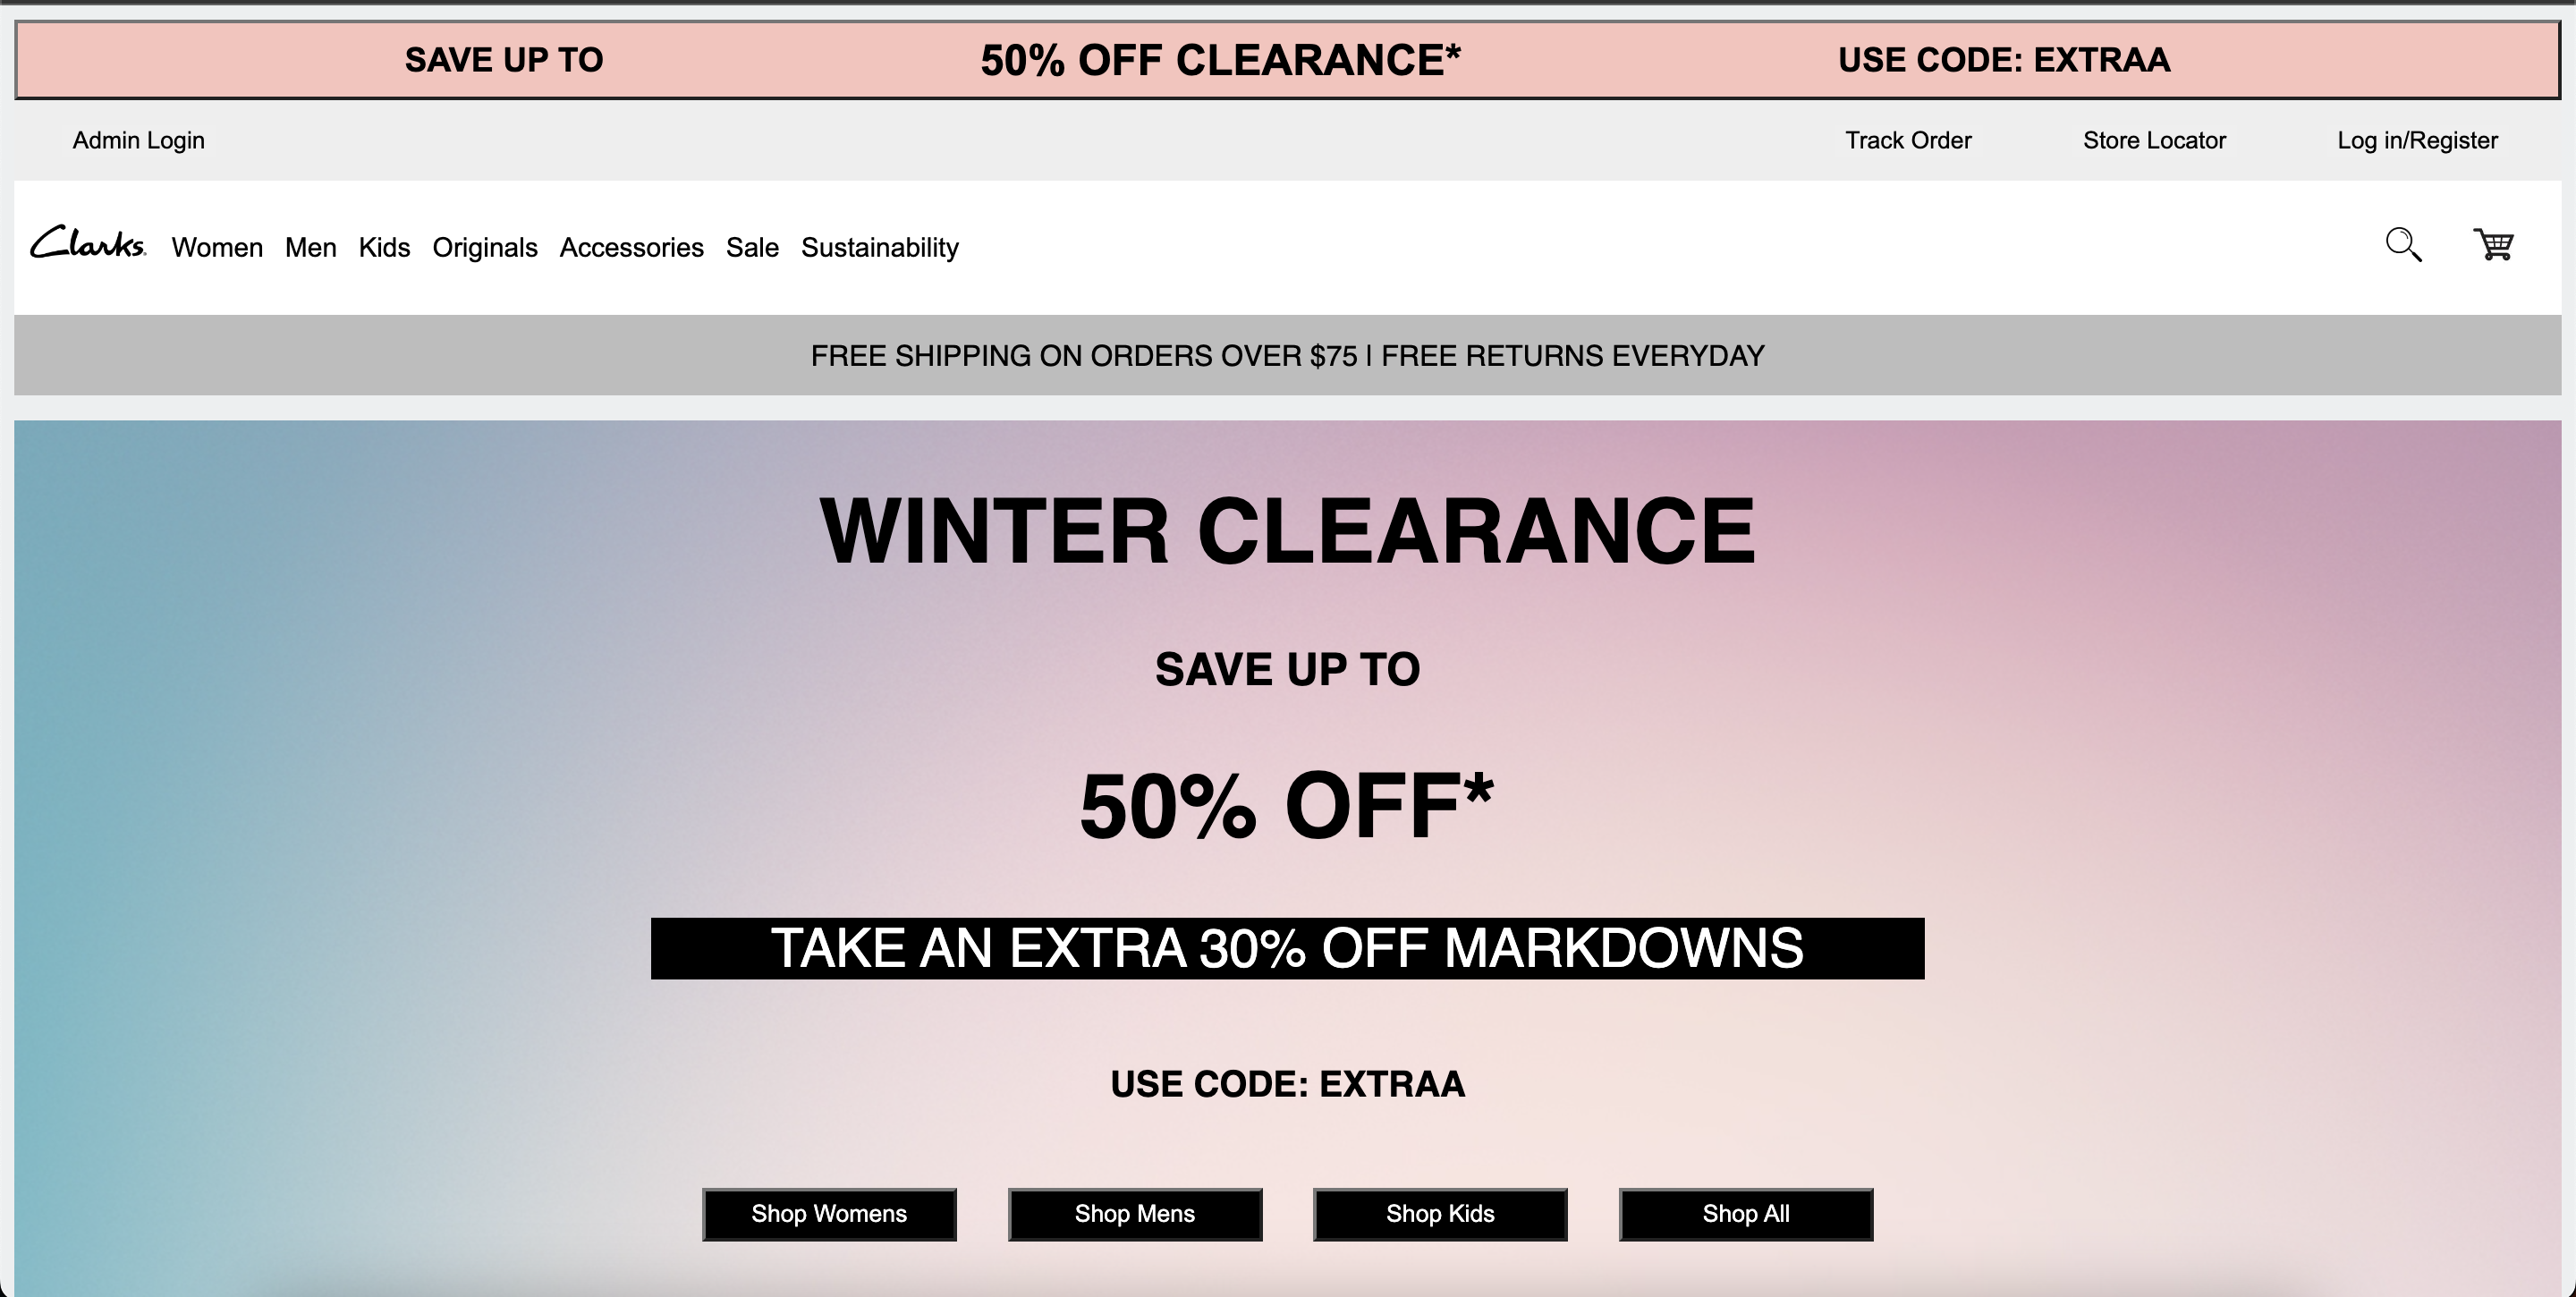 SAVE UP TO 50% OFF CLEARANCE* USE CODE: EXTRAA
Admin Login Track Order Store Locator Log in/Register
Clarks. Women Men Kids Originals Accessories Sale Sustainability
FREE SHIPPING ON ORDERS OVER $75 | FREE RETURNS EVERYDAY
WINTER CLEARANCE
SAVE UP TO
50% OFF*
TAKE AN EXTRA 30% OFF MARKDOWNS
USE CODE: EXTRAA
Shop Womens Shop Mens Shop Kids Shop All